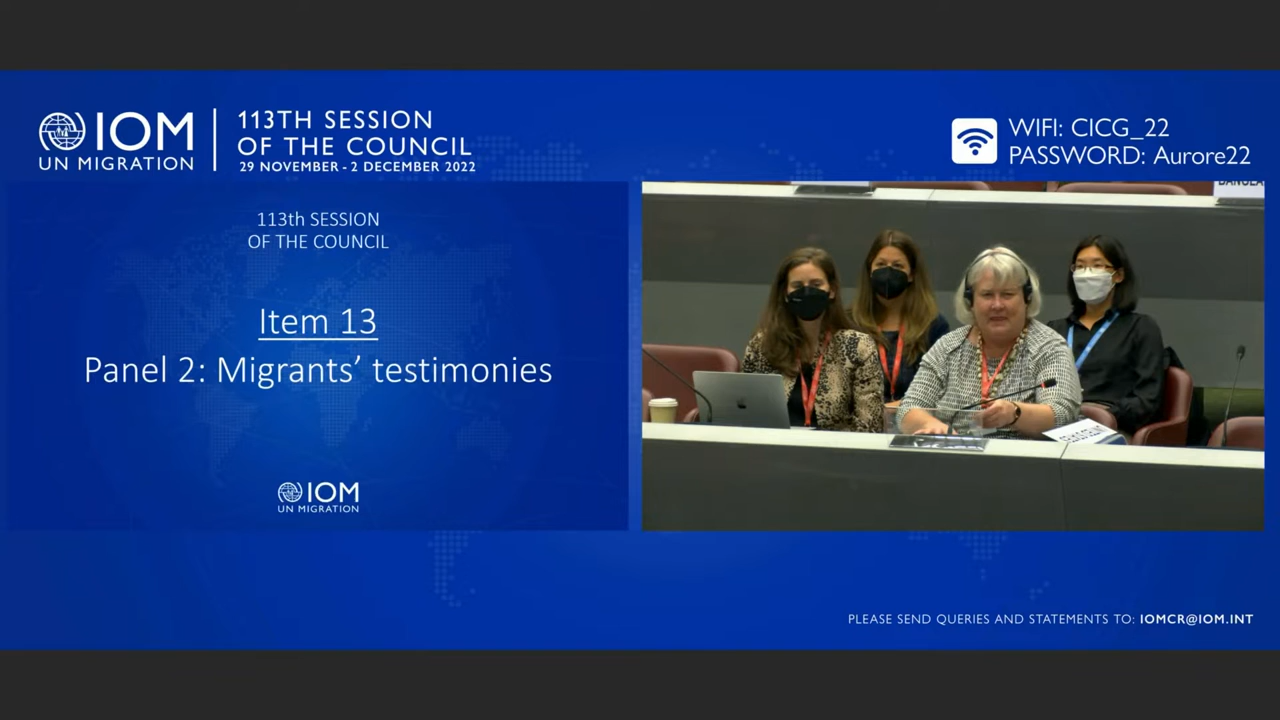 IOM
UN MIGRATION
113TH SESSION
OF THE COUNCIL
29 NOVEMBER - 2 DECEMBER 2022
WIFI: CICG_22
PASSWORD: Aurore22
113th SESSION
OF THE COUNCIL
Item 13
Panel 2: Migrants’ testimonies
IOM
UN MIGRATION
PLEASE SEND QUERIES AND STATEMENTS TO: IOMCR@IOM.INT